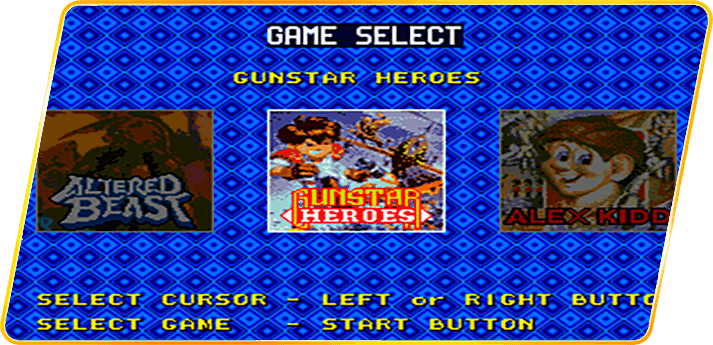 GAME SELECT
GUNSTAR HEROES
ALTERED
BEAST
GUNSTAR
HEROES
ALEX KIDD
SELECT CURSOR - LEFT or RIGHT BUTTO
SELECT GAME - START BUTTON